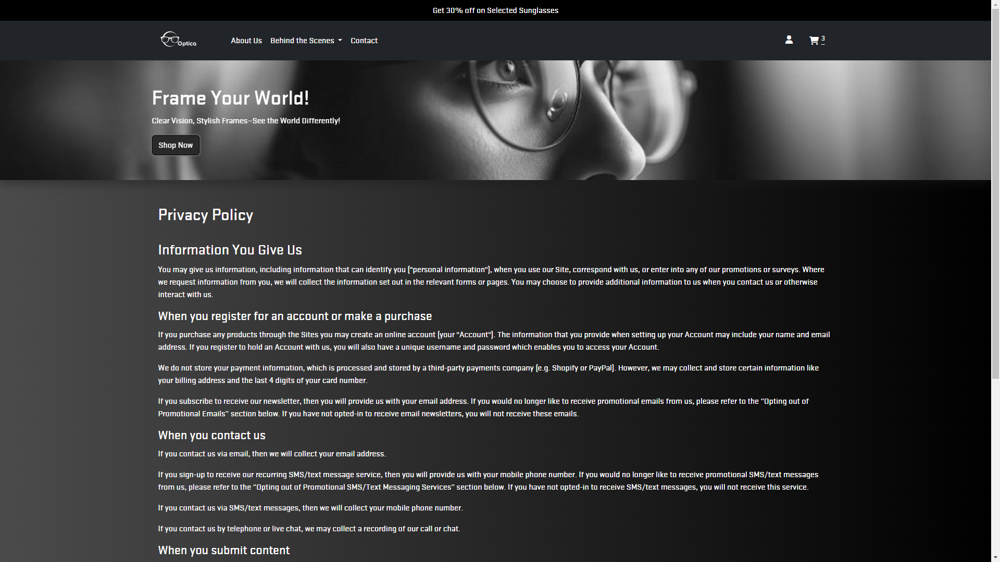 Get 30% off on Selected Sunglasses
Optica
About Us
Behind the Scenes
Contact
3
Frame Your World!
Clear Vision, Stylish Frames—See the World Differently!
Shop Now
Privacy Policy
Information You Give Us
You may give us information, including information that can identify you ("personal information"), when you use our Site, correspond with us, or enter into any of our promotions or surveys. Where
we request information from you, we will collect the information set out in the relevant forms or pages. You may choose to provide additional information to us when you contact us or otherwise
interact with us.
When you register for an account or make a purchase
If you purchase any products through the Sites you may create an online account (your "Account"). The information that you provide when setting up your Account may include your name and email
address. If you register to hold an Account with us, you will also have a unique username and password which enables you to access your Account.
We do not store your payment information, which is processed and stored by a third-party payments company (e.g. Shopify or PayPal). However, we may collect and store certain information like
your billing address and the last 4 digits of your card number.
If you subscribe to receive our newsletter, then you will provide us with your email address. If you would no longer like to receive promotional emails from us, please refer to the “Opting out of
Promotional Emails” section below. If you have not opted-in to receive email newsletters, you will not receive these emails.
When you contact us
If you contact us via email, then we will collect your email address.
If you sign-up to receive our recurring SMS/text message service, then you will provide us with your mobile phone number. If you would no longer like to receive promotional SMS/text messages
from us, please refer to the “Opting out of Promotional SMS/Text Messaging Services” section below. If you have not opted-in to receive SMS/text messages, you will not receive this service.
If you contact us via SMS/text messages, then we will collect your mobile phone number.
If you contact us by telephone or live chat, we may collect a recording of our call or chat.
When you submit content